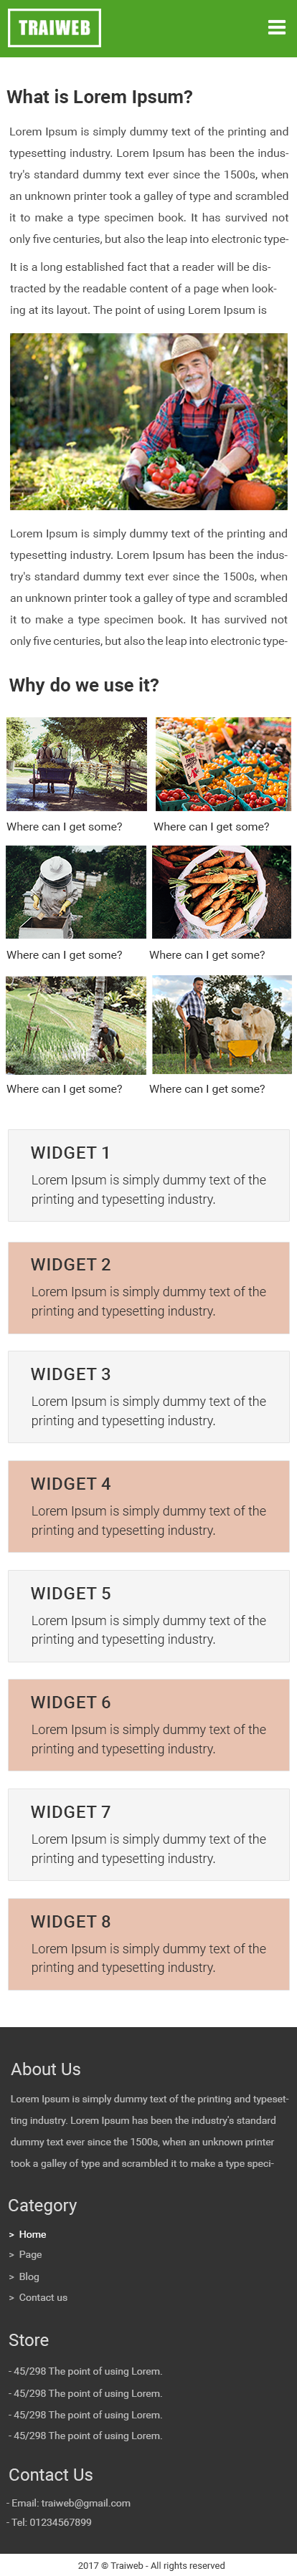 TRAIWEB
What is Lorem Ipsum?
Lorem Ipsum is simply dummy text of the printing and
typesetting industry. Lorem Ipsum has been the indus-
try's standard dummy text ever since the 1500s, when
an unknown printer took a galley of type and scrambled
it to make a type specimen book. It has survived not
only five centuries, but also the leap into electronic type-
It is a long established fact that a reader will be dis-
tracted by the readable content of a page when look-
ing at its layout. The point of using Lorem Ipsum is
Lorem Ipsum is simply dummy text of the printing and
typesetting industry. Lorem Ipsum has been the indus-
try's standard dummy text ever since the 1500s, when
an unknown printer took a galley of type and scrambled
it to make a type specimen book. It has survived not
only five centuries, but also the leap into electronic type-
Why do we use it?
Where can I get some?
Where can I get some?
Where can I get some?
Where can I get some?
Where can I get some?
Where can I get some?
WIDGET 1
Lorem Ipsum is simply dummy text of the
printing and typesetting industry.
WIDGET 2
Lorem Ipsum is simply dummy text of the
printing and typesetting industry.
WIDGET 3
Lorem Ipsum is simply dummy text of the
printing and typesetting industry.
WIDGET 4
Lorem Ipsum is simply dummy text of the
printing and typesetting industry.
WIDGET 5
Lorem Ipsum is simply dummy text of the
printing and typesetting industry.
WIDGET 6
Lorem Ipsum is simply dummy text of the
printing and typesetting industry.
WIDGET 7
Lorem Ipsum is simply dummy text of the
printing and typesetting industry.
WIDGET 8
Lorem Ipsum is simply dummy text of the
printing and typesetting industry.
About Us
Lorem Ipsum is simply dummy text of the printing and typeset-
ting industry. Lorem Ipsum has been the industry's standard
dummy text ever since the 1500s, when an unknown printer
took a galley of type and scrambled it to make a type speci-
Category
> Home
> Page
> Blog
> Contact us
Store
- 45/298 The point of using Lorem.
- 45/298 The point of using Lorem.
- 45/298 The point of using Lorem.
- 45/298 The point of using Lorem.
Contact Us
- Email: traiweb@gmail.com
- Tel: 01234567899
2017 © Traiweb - All rights reserved